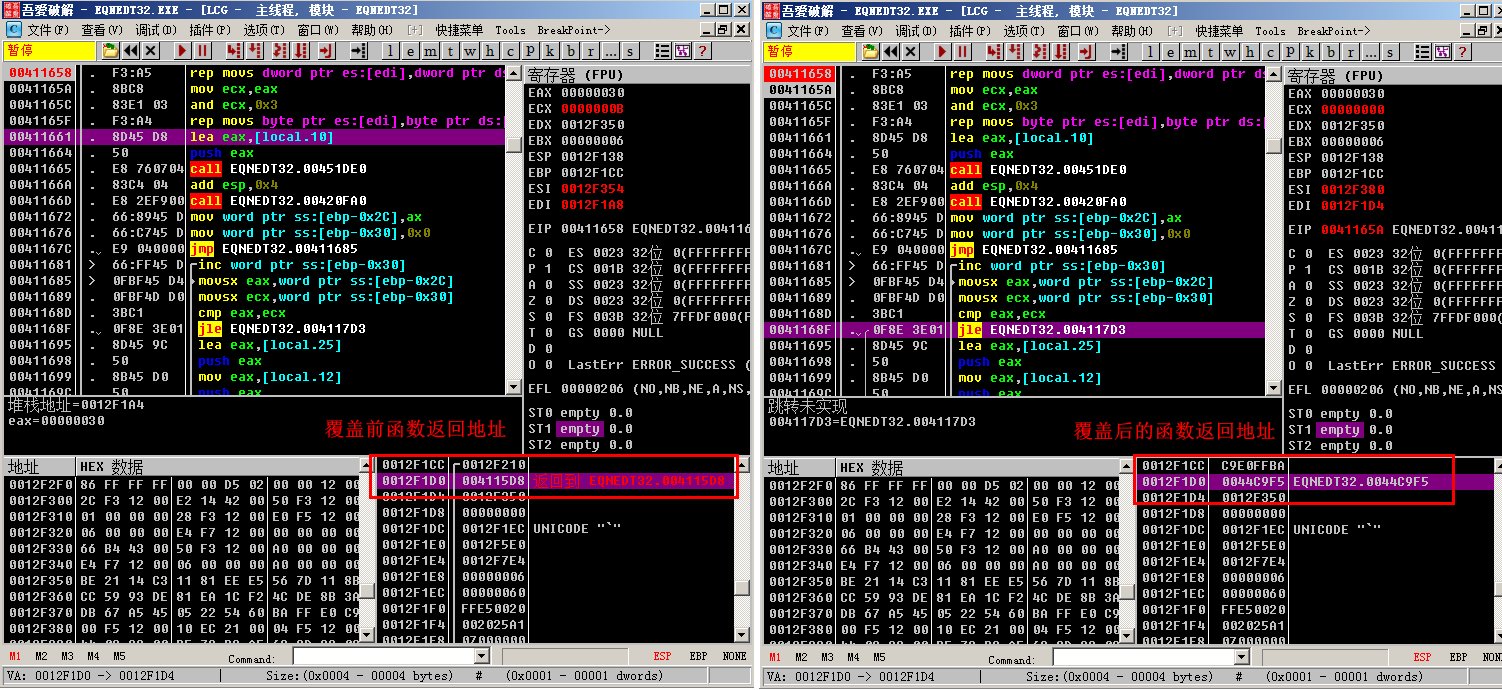 吾爱破解 - EQNEDT32.EXE - [LCG - 主线程, 模块 - EQNEDT32]
文件(F) 查看(V) 调试(D) 插件(P) 选项(T) 窗口(W) 帮助(H) [+] 快捷菜单 Tools BreakPoint->
暂停 l e m t w h c p k b r ... s ?
00411658 . F3:A5 rep movs dword ptr es:[edi],dword ptr ds
0041165A . 8BC8 mov ecx,eax
0041165C . 83E1 03 and ecx,0x3
0041165F . F3:A4 rep movs byte ptr es:[edi],byte ptr ds:
00411661 . 8D45 D8 lea eax,[local.10]
00411664 . 50 push eax
00411665 . E8 760704 call EQNEDT32.00451DE0
0041166A . 83C4 04 add esp,0x4
0041166D . E8 2EF900 call EQNEDT32.00420FA0
00411672 . 66:8945 D mov word ptr ss:[ebp-0x2C],ax
00411676 . 66:C745 D mov word ptr ss:[ebp-0x30],0x0
0041167C . E9 040000 jmp EQNEDT32.00411685
00411681 > 66:FF45 D inc word ptr ss:[ebp-0x30]
00411685 > 0FBF45 D4 movsx eax,word ptr ss:[ebp-0x2C]
00411689 . 0FBF4D D0 movsx ecx,word ptr ss:[ebp-0x30]
0041168D . 3BC1 cmp eax,ecx
0041168F . 0F8E 3E01 jle EQNEDT32.004117D3
00411695 . 8D45 9C lea eax,[local.25]
00411698 . 50 push eax
00411699 . 8B45 D0 mov eax,[local.12]
0041169C . 50 push eax
堆栈地址=0012F1A4
eax=00000030
覆盖前函数返回地址
寄存器 (FPU)
EAX 00000030
ECX 0000000B
EDX 0012F350
EBX 00000006
ESP 0012F138
EBP 0012F1CC
ESI 0012F354
EDI 0012F1A8
EIP 00411658 EQNEDT32.004116
C 0 ES 0023 32位 0(FFFFFFFF
P 1 CS 001B 32位 0(FFFFFFFF
A 0 SS 0023 32位 0(FFFFFFFF
Z 0 DS 0023 32位 0(FFFFFFFF
S 0 FS 003B 32位 7FFDF000(F
T 0 GS 0000 NULL
D 0
O 0 LastErr ERROR_SUCCESS (
EFL 00000206 (NO,NB,NE,A,NS,
ST0 empty 0.0
ST1 empty 0.0
ST2 empty 0.0
地址 HEX 数据
0012F2F0 86 FF FF FF 00 00 D5 02 00 00 12 00
0012F300 2C F3 12 00 E2 14 42 00 50 F3 12 00
0012F310 01 00 00 00 28 F3 12 00 E0 F5 12 00
0012F320 06 00 00 00 E4 F7 12 00 00 00 00 00
0012F330 66 B4 43 00 50 F3 12 00 A0 00 00 00
0012F340 E4 F7 12 00 06 00 00 00 A0 00 00 00
0012F350 BE 21 14 C3 11 81 EE E5 56 7D 11 8B
0012F360 CC 59 93 DE 81 EA 1C F2 4C DE 8B 3A
0012F370 DB 67 A5 45 05 22 54 60 BA FF E0 C9
0012F380 00 F5 12 00 10 EC 21 00 04 F5 12 00
0012F1CC 0012F210
0012F1D0 004115D8 返回到 EQNEDT32.004115D8
0012F1D4 0012F350
0012F1D8 00000000
0012F1DC 0012F1EC UNICODE "`"
0012F1E0 0012F5E0
0012F1E4 0012F7E4
0012F1E8 00000006
0012F1EC 00000060
0012F1F0 FFE50020
0012F1F4 002025A1
0012F1F8 07000000
M1 M2 M3 M4 M5 Command: ESP EBP NONE
VA: 0012F1D0 -> 0012F1D4 Size:(0x0004 - 00004 bytes) # (0x0001 - 00001 dwords)
吾爱破解 - EQNEDT32.EXE - [LCG - 主线程, 模块 - EQNEDT32]
文件(F) 查看(V) 调试(D) 插件(P) 选项(T) 窗口(W) 帮助(H) [+] 快捷菜单 Tools BreakPoint->
暂停 l e m t w h c p k b r ... s ?
00411658 . F3:A5 rep movs dword ptr es:[edi],dword ptr d
0041165A . 8BC8 mov ecx,eax
0041165C . 83E1 03 and ecx,0x3
0041165F . F3:A4 rep movs byte ptr es:[edi],byte ptr ds:[
00411661 . 8D45 D8 lea eax,[local.10]
00411664 . 50 push eax
00411665 . E8 760704 call EQNEDT32.00451DE0
0041166A . 83C4 04 add esp,0x4
0041166D . E8 2EF900 call EQNEDT32.00420FA0
00411672 . 66:8945 D mov word ptr ss:[ebp-0x2C],ax
00411676 . 66:C745 D mov word ptr ss:[ebp-0x30],0x0
0041167C . E9 040000 jmp EQNEDT32.00411685
00411681 > 66:FF45 D inc word ptr ss:[ebp-0x30]
00411685 > 0FBF45 D4 movsx eax,word ptr ss:[ebp-0x2C]
00411689 . 0FBF4D D0 movsx ecx,word ptr ss:[ebp-0x30]
0041168D . 3BC1 cmp eax,ecx
0041168F . 0F8E 3E01 jle EQNEDT32.004117D3
00411695 . 8D45 9C lea eax,[local.25]
00411698 . 50 push eax
00411699 . 8B45 D0 mov eax,[local.12]
0041169C . 50 push eax
跳转未实现
004117D3=EQNEDT32.004117D3
覆盖后的函数返回地址
寄存器 (FPU)
EAX 00000030
ECX 00000000
EDX 0012F350
EBX 00000006
ESP 0012F138
EBP 0012F1CC
ESI 0012F380
EDI 0012F1D4
EIP 0041165A EQNEDT32.00411
C 0 ES 0023 32位 0(FFFFFFF
P 1 CS 001B 32位 0(FFFFFFF
A 0 SS 0023 32位 0(FFFFFFF
Z 0 DS 0023 32位 0(FFFFFFF
S 0 FS 003B 32位 7FFDF000(
T 0 GS 0000 NULL
D 0
O 0 LastErr ERROR_SUCCESS
EFL 00000206 (NO,NB,NE,A,NS
ST0 empty 0.0
ST1 empty 0.0
ST2 empty 0.0
地址 HEX 数据
0012F2F0 86 FF FF FF 00 00 D5 02 00 00 12 00
0012F300 2C F3 12 00 E2 14 42 00 50 F3 12 00
0012F310 01 00 00 00 28 F3 12 00 E0 F5 12 00
0012F320 06 00 00 00 E4 F7 12 00 00 00 00 00
0012F330 66 B4 43 00 50 F3 12 00 A0 00 00 00
0012F340 E4 F7 12 00 06 00 00 00 A0 00 00 00
0012F350 BE 21 14 C3 11 81 EE E5 56 7D 11 8B
0012F360 CC 59 93 DE 81 EA 1C F2 4C DE 8B 3A
0012F370 DB 67 A5 45 05 22 54 60 BA FF E0 C9
0012F380 00 F5 12 00 10 EC 21 00 04 F5 12 00
0012F1CC C9E0FFBA
0012F1D0 0044C9F5 EQNEDT32.0044C9F5
0012F1D4 0012F350
0012F1D8 00000000
0012F1DC 0012F1EC UNICODE "`"
0012F1E0 0012F5E0
0012F1E4 0012F7E4
0012F1E8 00000006
0012F1EC 00000060
0012F1F0 FFE50020
0012F1F4 002025A1
0012F1F8 07000000
M1 M2 M3 M4 M5 Command: ESP EBP NON
VA: 0012F1D0 -> 0012F1D4 Size:(0x0004 - 00004 bytes) # (0x0001 - 00001 dwords)